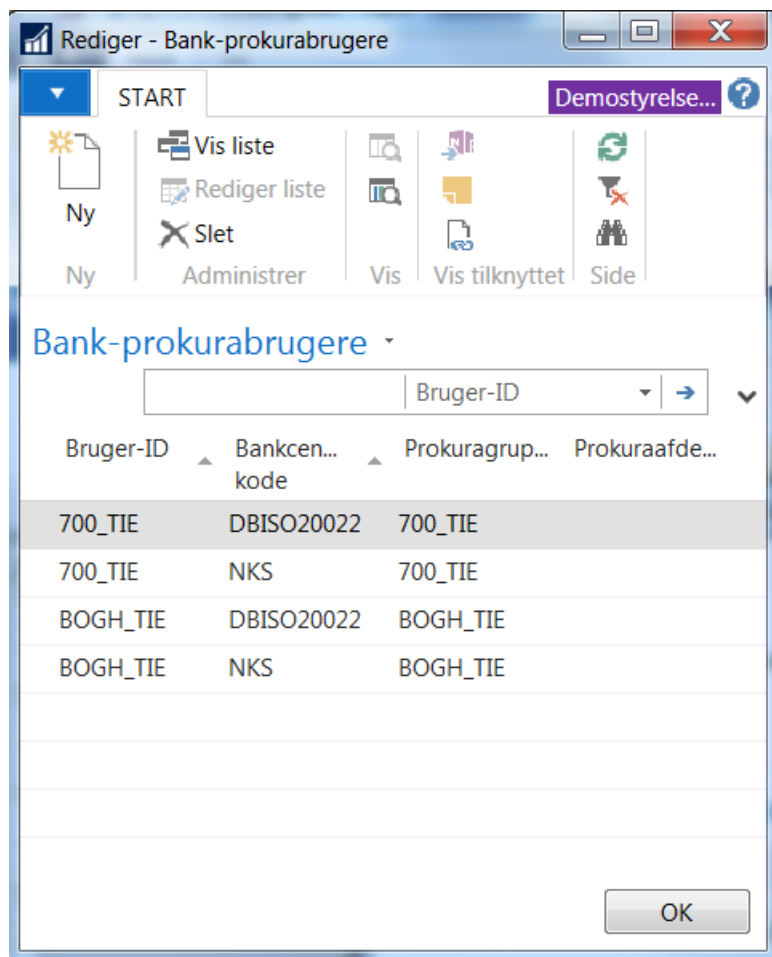 Rediger - Bank-prokurabrugere
START
Demostyrelse...
Ny
Vis liste
Rediger liste
Slet
Ny Administrer Vis Vis tilknyttet Side
Bank-prokurabrugere
Bruger-ID
Bruger-ID Bankcen... Prokuragrup... Prokuraafde...
kode
700_TIE DBISO20022 700_TIE
700_TIE NKS 700_TIE
BOGH_TIE DBISO20022 BOGH_TIE
BOGH_TIE NKS BOGH_TIE
OK